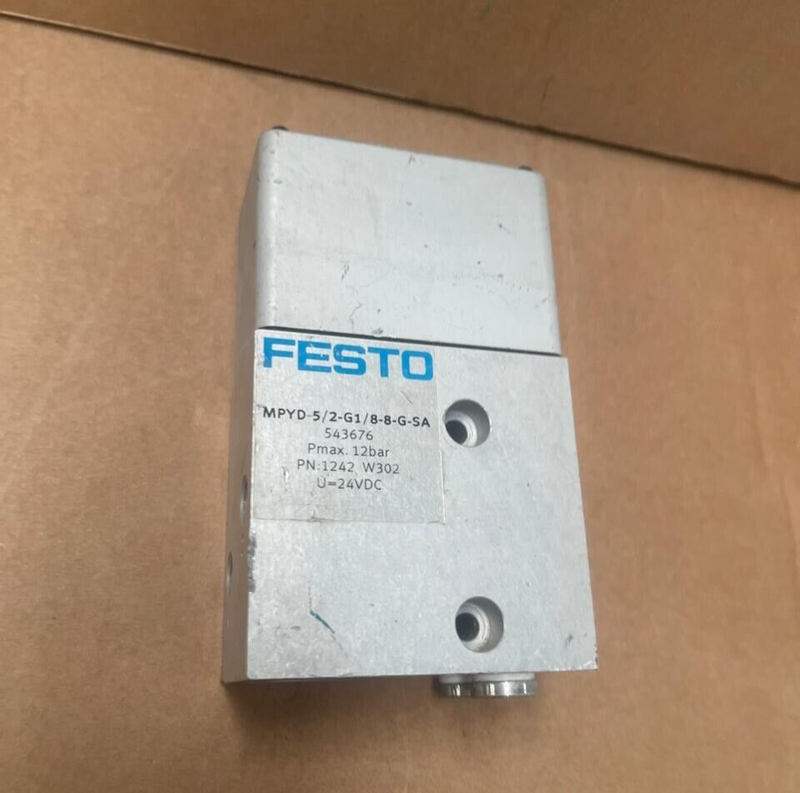 FESTO
MPYD-5/2-G1/8-8-G-SA
543676
Pmax. 12bar
PN:1242 W302
U=24VDC